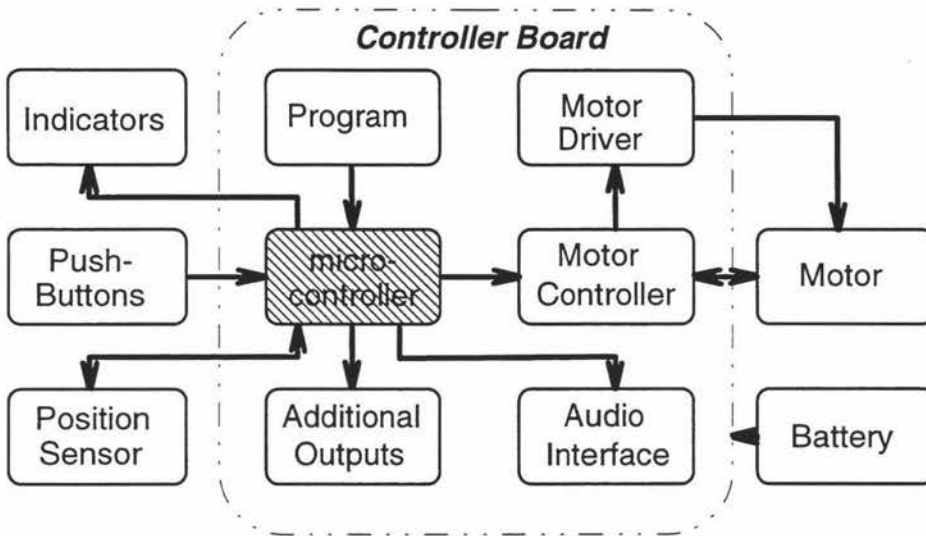 Controller Board
Indicators
Program
Motor
Driver
Push-
Buttons
micro-
controller
Motor
Controller
Motor
Position
Sensor
Additional
Outputs
Audio
Interface
Battery